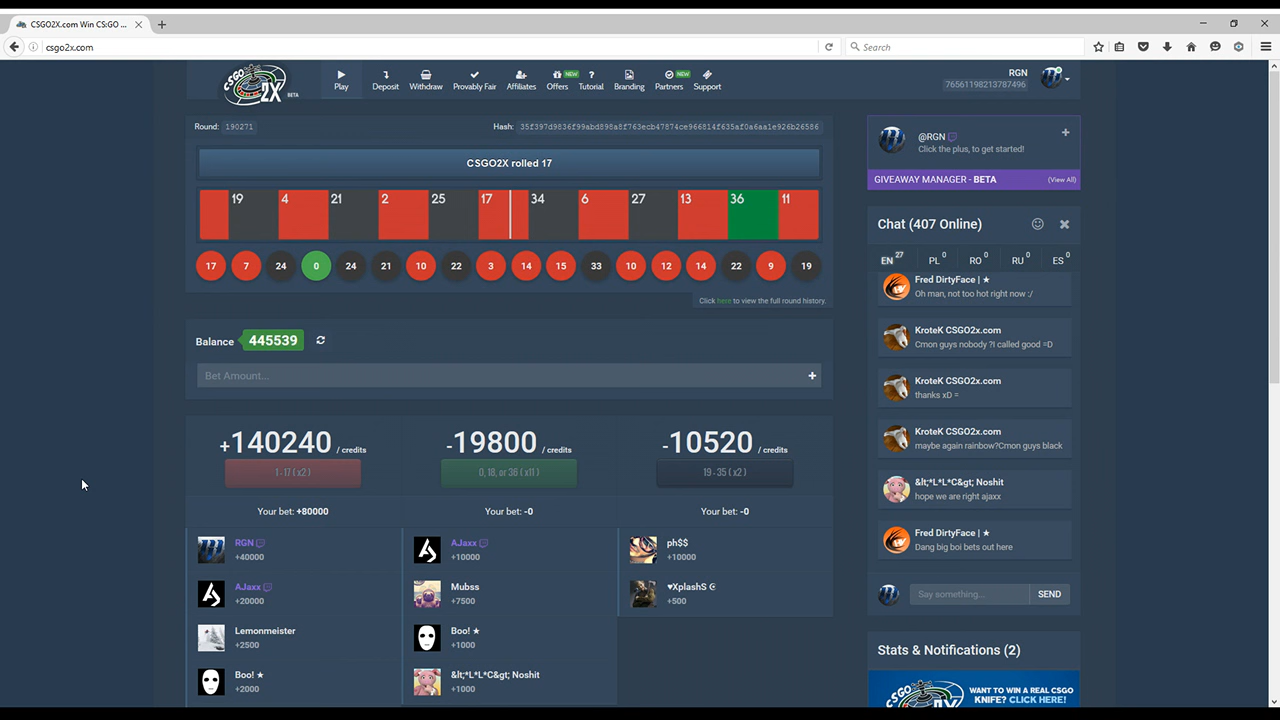 CSGO2X.com Win CS:GO ...
csgo2x.com
Search
CSGO 2X BETA
Play
Deposit
Withdraw
Provably Fair
Affiliates
Offers NEW
Tutorial
Branding
Partners NEW
Support
RGN
76561198213787496
Round: 190271
Hash: 35f397d9836f99abd898a8f763ecb47874ce966814f635af0a6aa1e926b26586
CSGO2X rolled 17
19 4 21 2 25 17 34 6 27 13 36 11
17 7 24 0 24 21 10 22 3 14 15 33 10 12 14 22 9 19
Click here to view the full round history.
Balance 445539
Bet Amount...
+140240 / credits
1 - 17 ( x2 )
Your bet: +80000
RGN
+40000
AJaxx
+20000
Lemonmeister
+2500
Boo! ★
+2000
-19800 / credits
0, 18, or 36 ( x11 )
Your bet: -0
AJaxx
+10000
Mubss
+7500
Boo! ★
+1000
&lt;*L*L*C&gt; Noshit
+1000
-10520 / credits
19 - 35 ( x2 )
Your bet: -0
ph$$
+10000
♥XplashS
+500
@RGN
Click the plus, to get started!
GIVEAWAY MANAGER - BETA (View All)
Chat (407 Online)
EN 27 PL 0 RO 0 RU 0 ES 0
Fred DirtyFace | ★
Oh man, not too hot right now :/
KroteK CSGO2x.com
Cmon guys nobody ?I called good =D
KroteK CSGO2x.com
thanks xD =
KroteK CSGO2x.com
maybe again rainbow?Cmon guys black
&lt;*L*L*C&gt; Noshit
hope we are right ajaxx
Fred DirtyFace | ★
Dang big boi bets out here
Say something... SEND
Stats & Notifications (2)
CSGO 2X
WANT TO WIN A REAL CSGO
KNIFE? CLICK HERE!